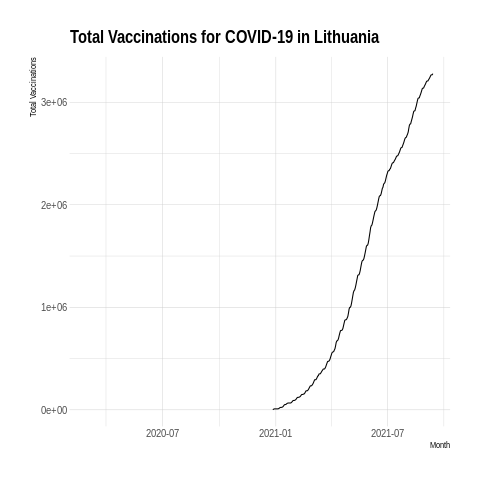 Total Vaccinations for COVID-19 in Lithuania
Total Vaccinations
3e+06
2e+06
1e+06
0e+00
2020-07 2021-01 2021-07
Month